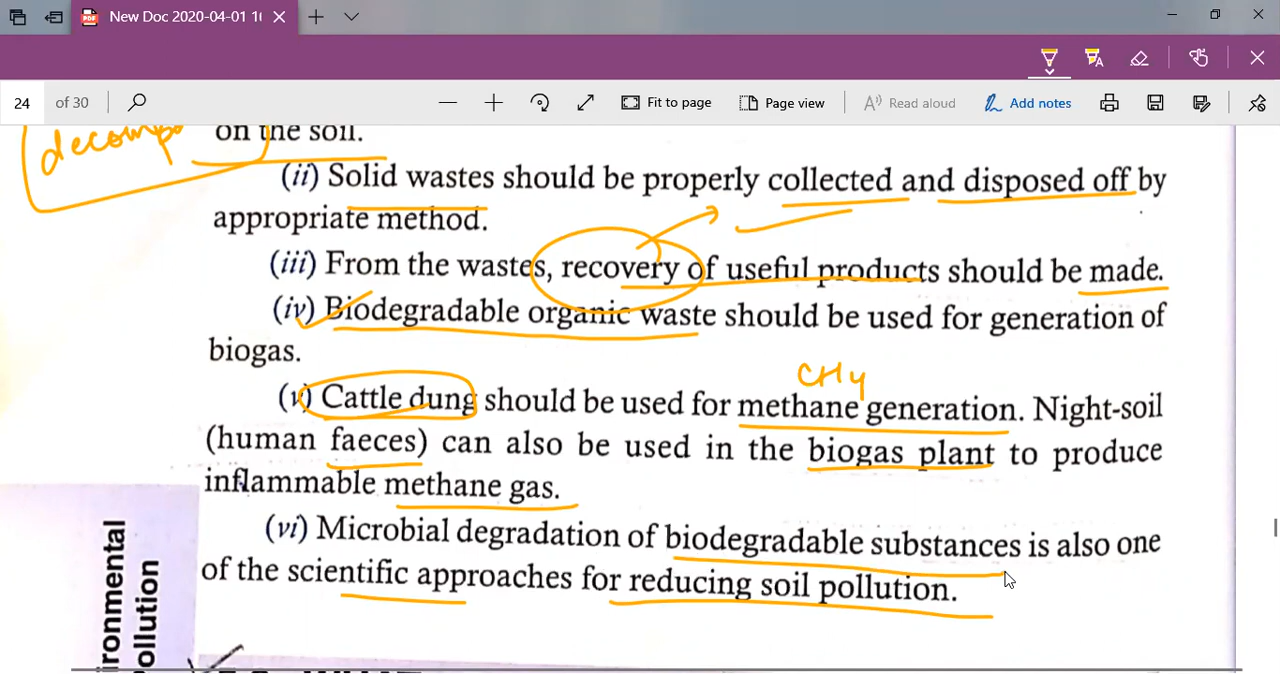 New Doc 2020-04-01 1
24 of 30
Fit to page
Page view
Read aloud
Add notes
decomp
on the soil.
(ii) Solid wastes should be properly collected and disposed off by
appropriate method.
(iii) From the wastes, recovery of useful products should be made.
(iv) Biodegradable organic waste should be used for generation of
biogas.
CH4
(v) Cattle dung should be used for methane generation. Night-soil
(human faeces) can also be used in the biogas plant to produce
inflammable methane gas.
(vi) Microbial degradation of biodegradable substances is also one
of the scientific approaches for reducing soil pollution.
ironmental
ollution